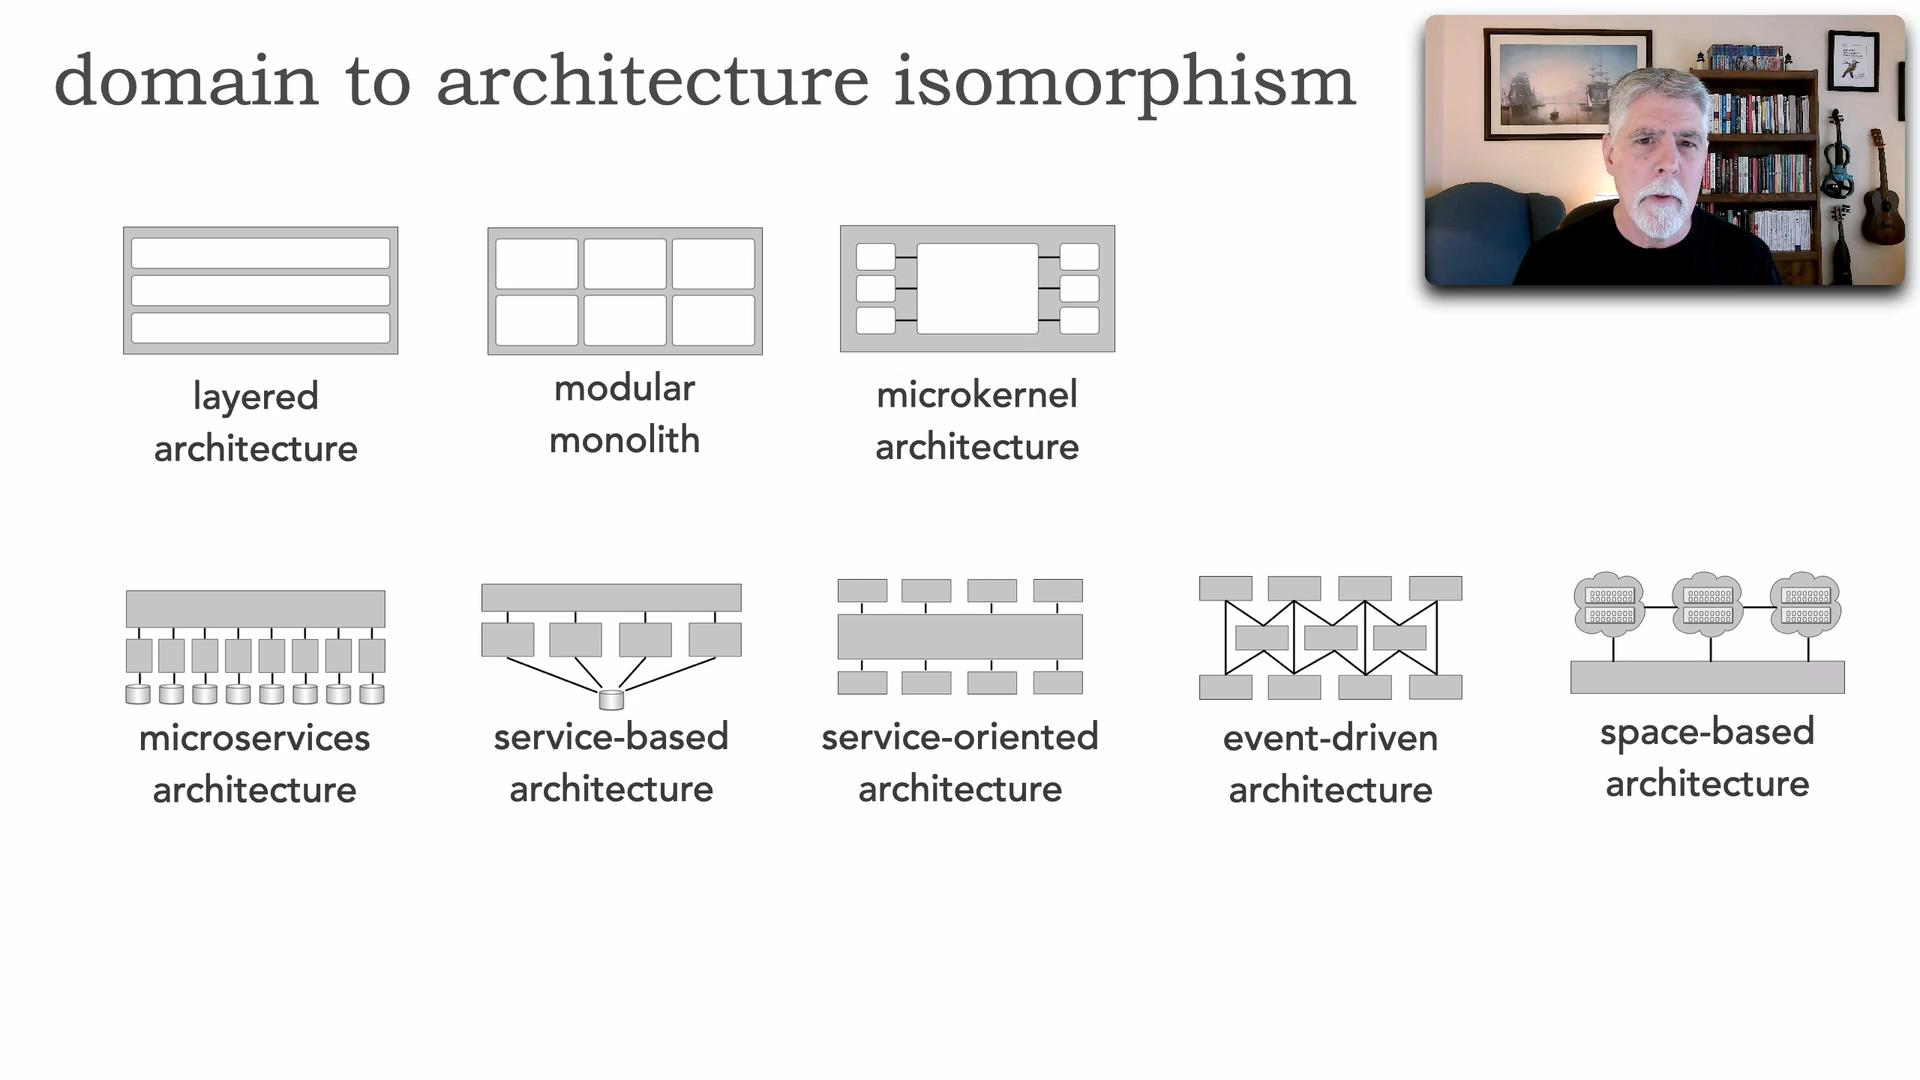 domain to architecture isomorphism
layered
architecture
modular
monolith
microkernel
architecture
microservices
architecture
service-based
architecture
service-oriented
architecture
event-driven
architecture
space-based
architecture